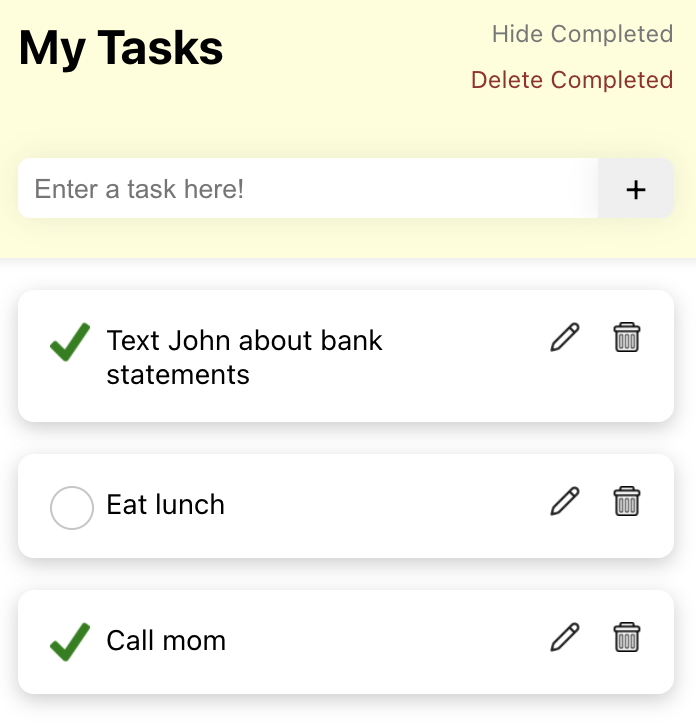 My Tasks
Hide Completed
Delete Completed
Enter a task here!
+
Text John about bank
statements
Eat lunch
Call mom